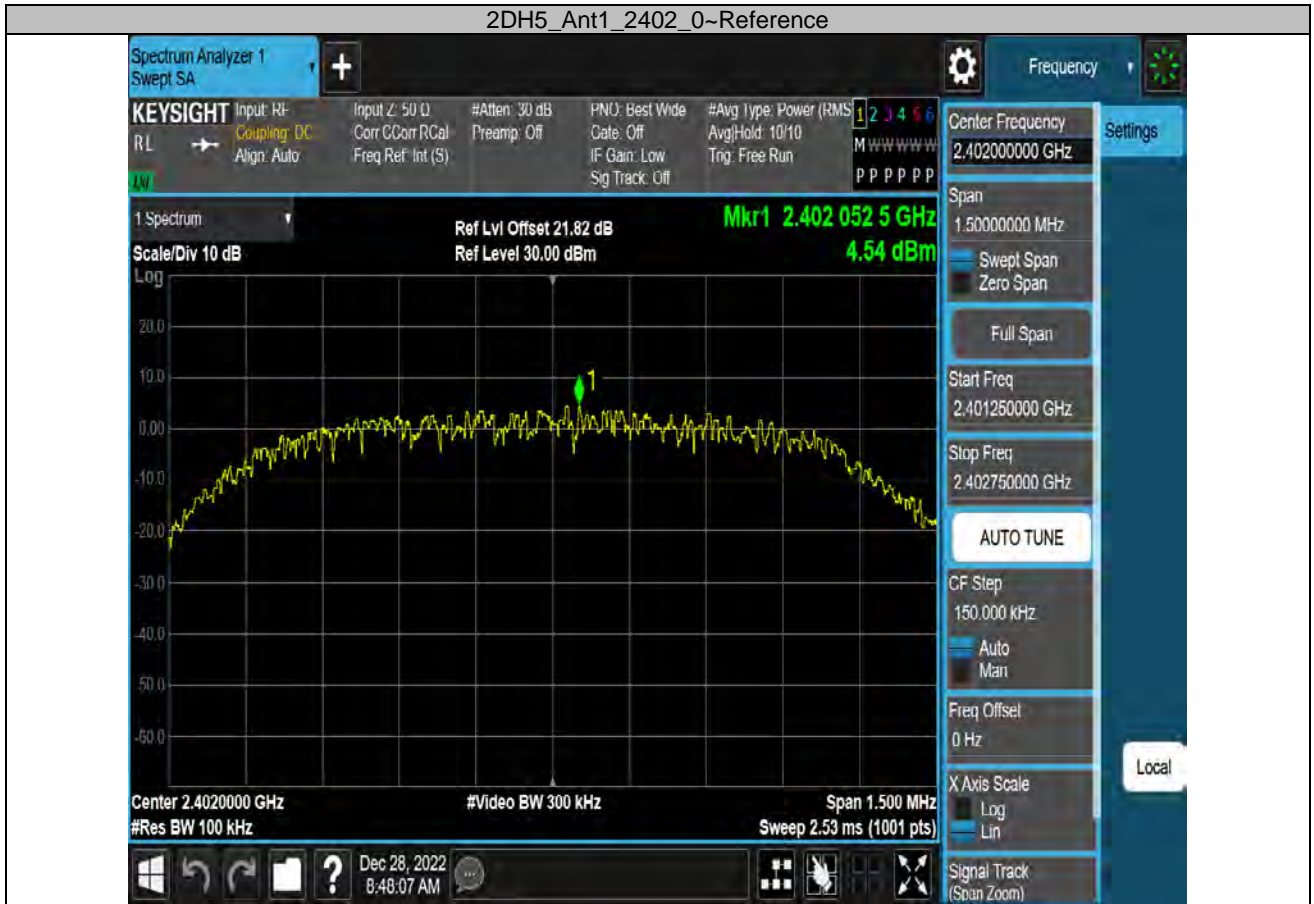 2DH5_Ant1_2402_0~Reference
Spectrum Analyzer 1
Swept SA
+
Frequency
KEYSIGHT
RL
Input: RF
Coupling: DC
Align: Auto
Input Z: 50 Ω
Corr CCorr RCal
Freq Ref: Int (S)
#Atten: 30 dB
Preamp: Off
PNO: Best Wide
Gate: Off
IF Gain: Low
Sig Track: Off
#Avg Type: Power (RMS
Avg|Hold: 10/10
Trig: Free Run
1 2 3 4 5 6
M W W W W W
P P P P P P
1 Spectrum
Scale/Div 10 dB
Ref Lvl Offset 21.82 dB
Ref Level 30.00 dBm
Mkr1 2.402 052 5 GHz
4.54 dBm
Log
20.0
10.0
0.00
-10.0
-20.0
-30.0
-40.0
-50.0
-60.0
1
Center 2.4020000 GHz
#Res BW 100 kHz
#Video BW 300 kHz
Span 1.500 MHz
Sweep 2.53 ms (1001 pts)
Center Frequency
2.402000000 GHz
Settings
Span
1.50000000 MHz
Swept Span
Zero Span
Full Span
Start Freq
2.401250000 GHz
Stop Freq
2.402750000 GHz
AUTO TUNE
CF Step
150.000 kHz
Auto
Man
Freq Offset
0 Hz
X Axis Scale
Log
Lin
Local
Signal Track
(Span Zoom)
?
Dec 28, 2022
8:48:07 AM